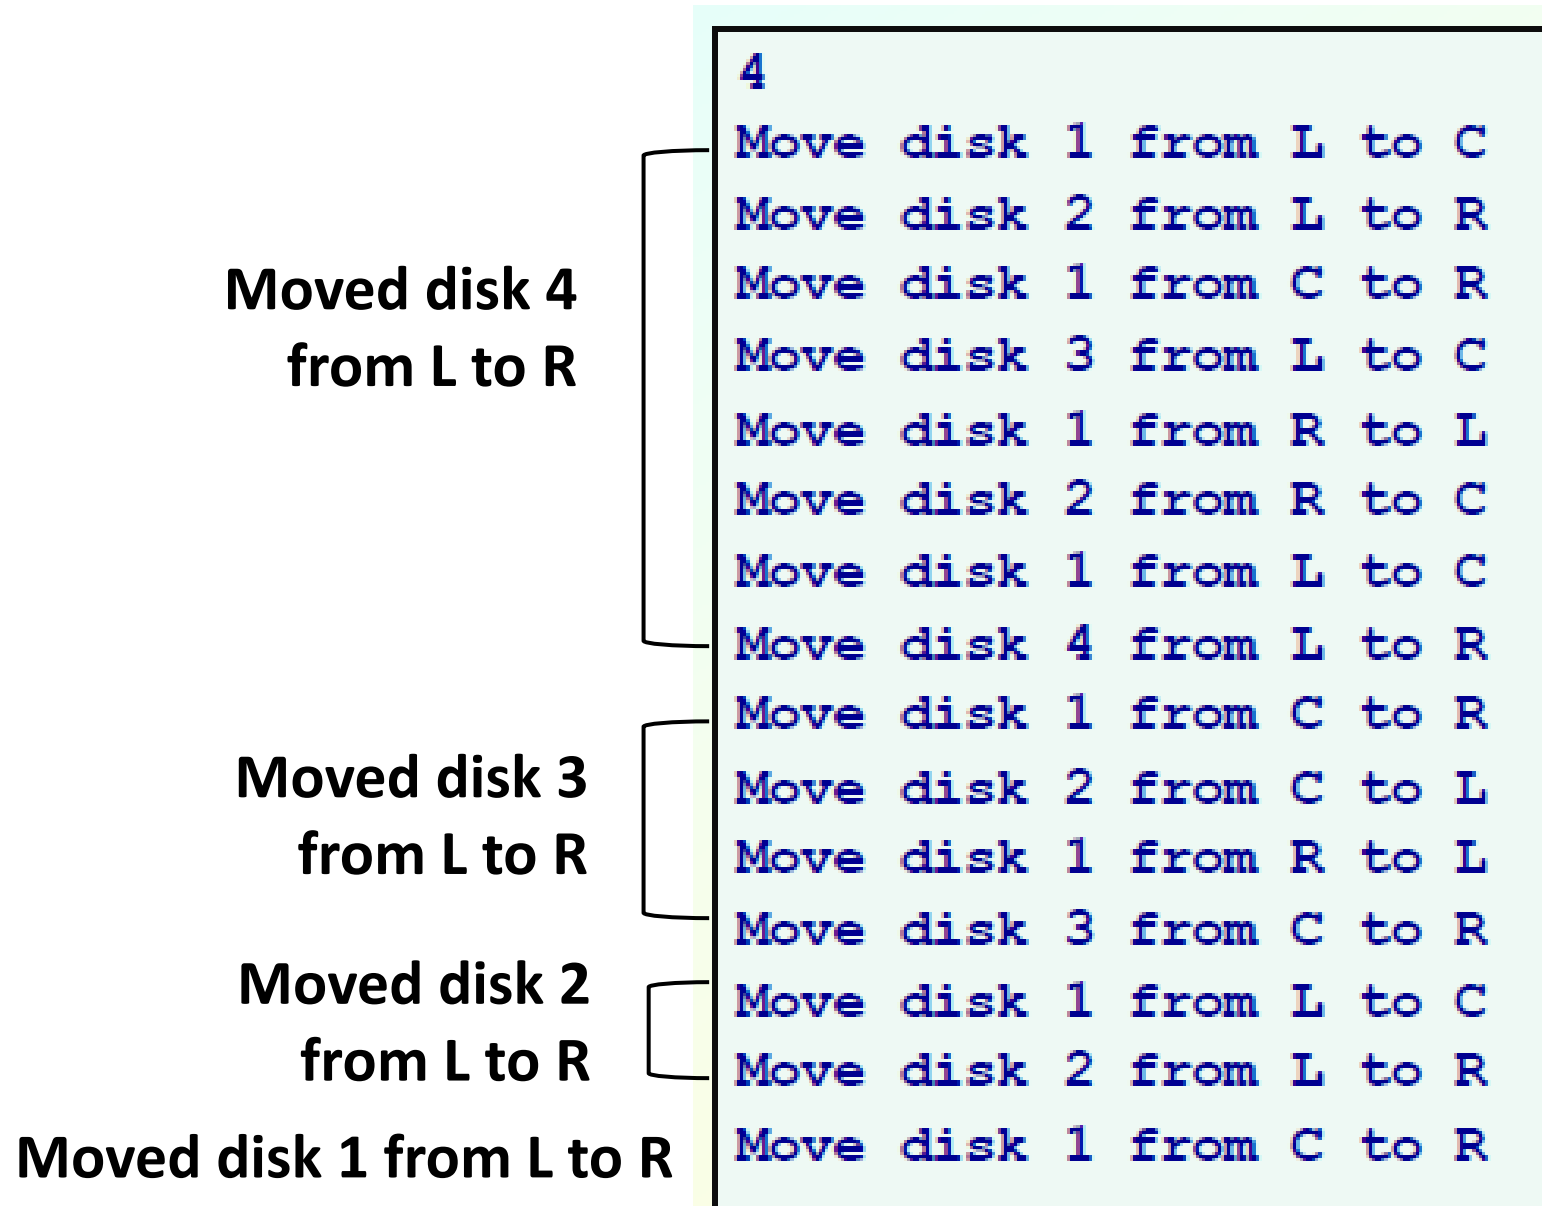 4
Move disk 1 from L to C
Move disk 2 from L to R
Move disk 1 from C to R
Move disk 3 from L to C
Move disk 1 from R to L
Move disk 2 from R to C
Move disk 1 from L to C
Move disk 4 from L to R
Move disk 1 from C to R
Move disk 2 from C to L
Move disk 1 from R to L
Move disk 3 from C to R
Move disk 1 from L to C
Move disk 2 from L to R
Move disk 1 from C to R
Moved disk 4
from L to R
Moved disk 3
from L to R
Moved disk 2
from L to R
Moved disk 1 from L to R